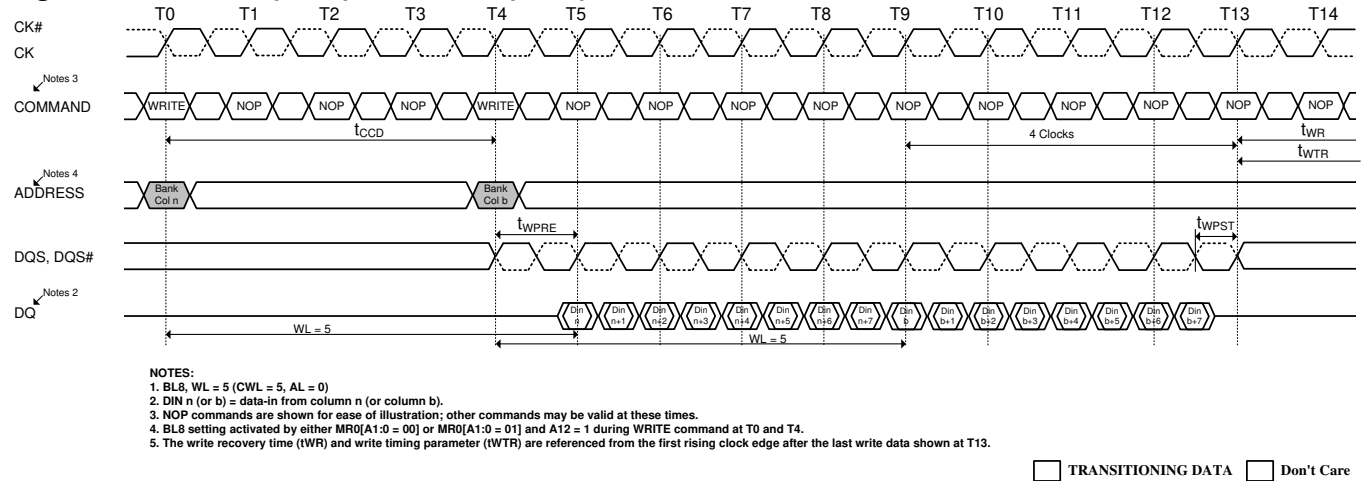 T0 T1 T2 T3 T4 T5 T6 T7 T8 T9 T10 T11 T12 T13 T14
CK#
CK
Notes 3
COMMAND WRITE NOP NOP NOP WRITE NOP NOP NOP NOP NOP NOP NOP NOP NOP NOP
tCCD 4 Clocks tWR
tWTR
Notes 4
ADDRESS
Bank Bank
Col n Col b
tWPRE tWPST
DQS, DQS#
Notes 2
DQ
Din Din Din Din Din Din Din Din Din Din Din Din Din Din Din Din
n n+1 n+2 n+3 n+4 n+5 n+6 n+7 b b+1 b+2 b+3 b+4 b+5 b+6 b+7
WL = 5 WL = 5
NOTES:
1. BL8, WL = 5 (CWL = 5, AL = 0)
2. DIN n (or b) = data-in from column n (or column b).
3. NOP commands are shown for ease of illustration; other commands may be valid at these times.
4. BL8 setting activated by either MR0[A1:0 = 00] or MR0[A1:0 = 01] and A12 = 1 during WRITE command at T0 and T4.
5. The write recovery time (tWR) and write timing parameter (tWTR) are referenced from the first rising clock edge after the last write data shown at T13.
TRANSITIONING DATA Don't Care